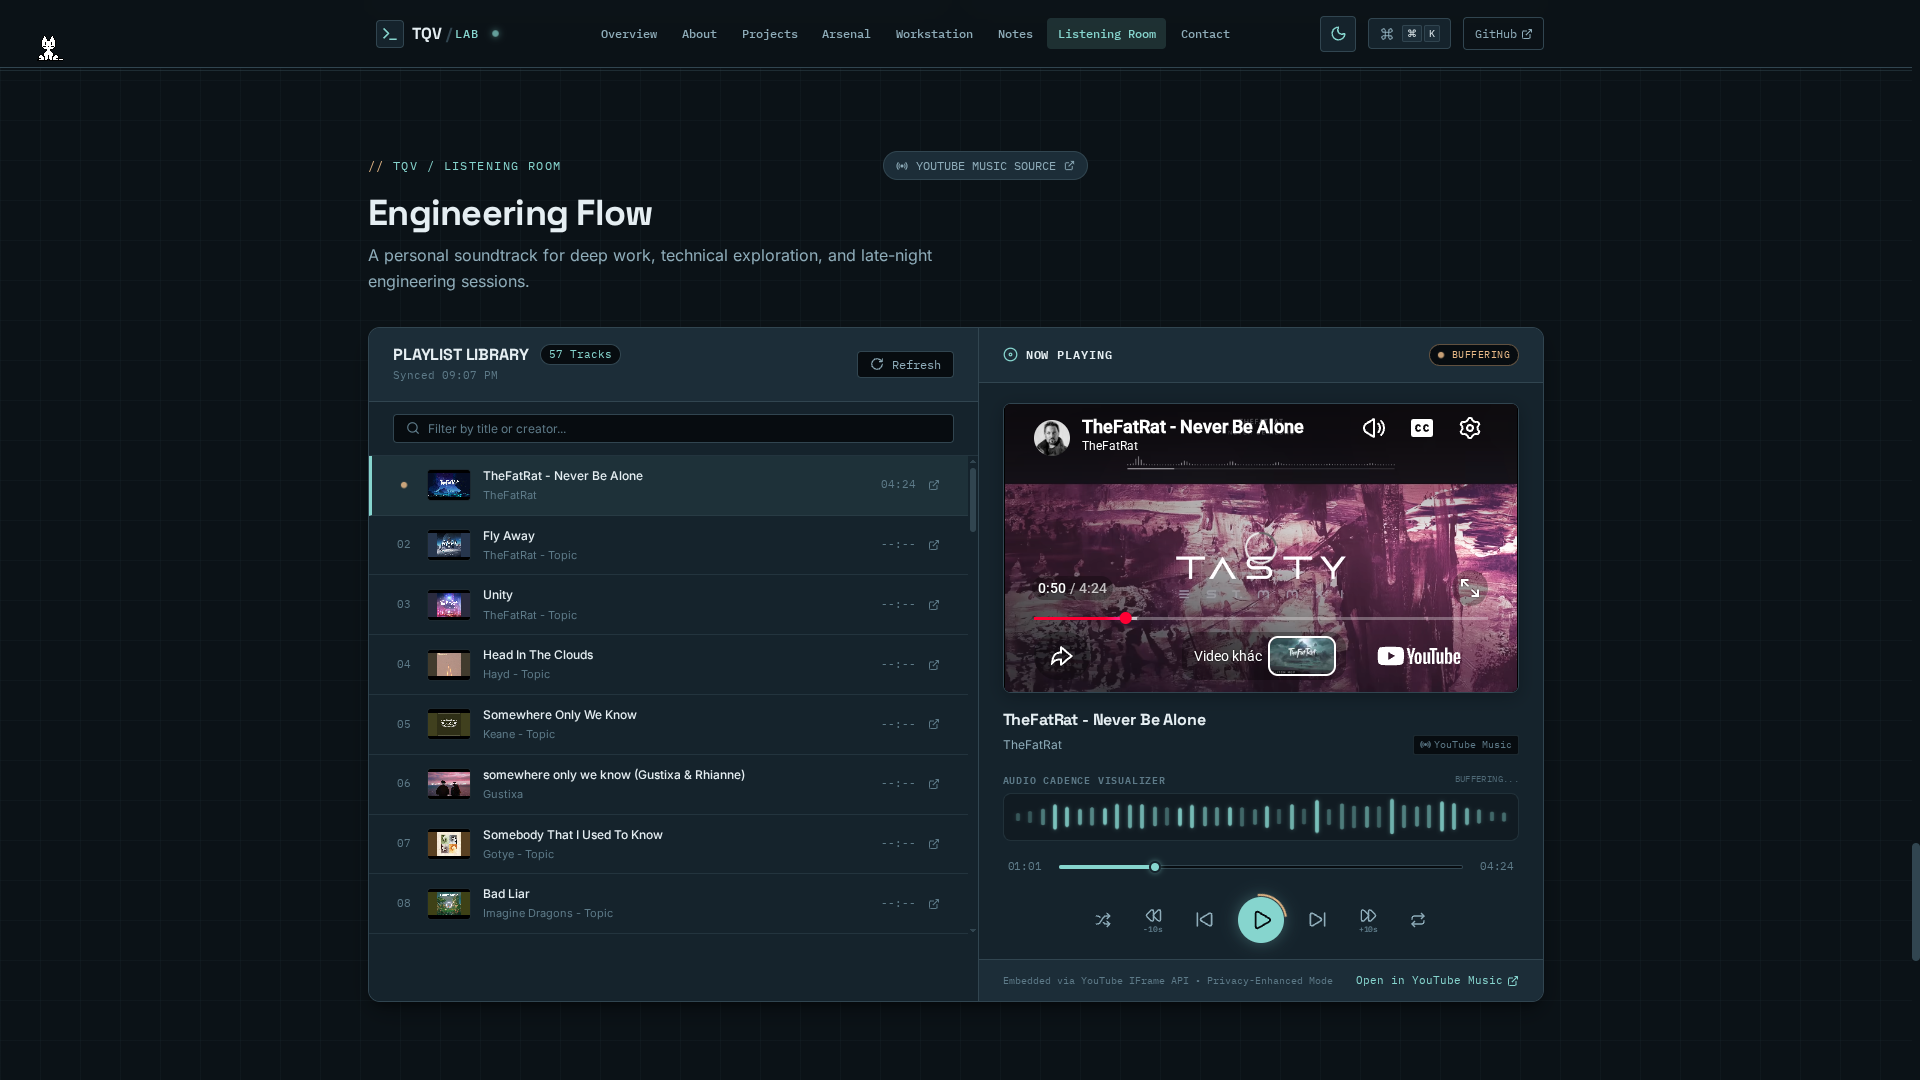 TQV / LAB
Overview
About
Projects
Arsenal
Workstation
Notes
Listening Room
Contact
⌘ ⌘ K
GitHub
// TQV / LISTENING ROOM
YOUTUBE MUSIC SOURCE
Engineering Flow
A personal soundtrack for deep work, technical exploration, and late-night
engineering sessions.
PLAYLIST LIBRARY
57 Tracks
Synced 09:07 PM
Refresh
Filter by title or creator...
TheFatRat - Never Be Alone
TheFatRat
04:24
02
Fly Away
TheFatRat - Topic
--:--
03
Unity
TheFatRat - Topic
--:--
04
Head In The Clouds
Hayd - Topic
--:--
05
Somewhere Only We Know
Keane - Topic
--:--
06
somewhere only we know (Gustixa & Rhianne)
Gustixa
--:--
07
Somebody That I Used To Know
Gotye - Topic
--:--
08
Bad Liar
Imagine Dragons - Topic
--:--
NOW PLAYING
BUFFERING
TheFatRat - Never Be Alone
TheFatRat
CC
TASTY
0:50 / 4:24
Video khác
YouTube
TheFatRat - Never Be Alone
TheFatRat
YouTube Music
AUDIO CADENCE VISUALIZER
BUFFERING...
01:01
04:24
-10s
+10s
Embedded via YouTube IFrame API • Privacy-Enhanced Mode
Open in YouTube Music